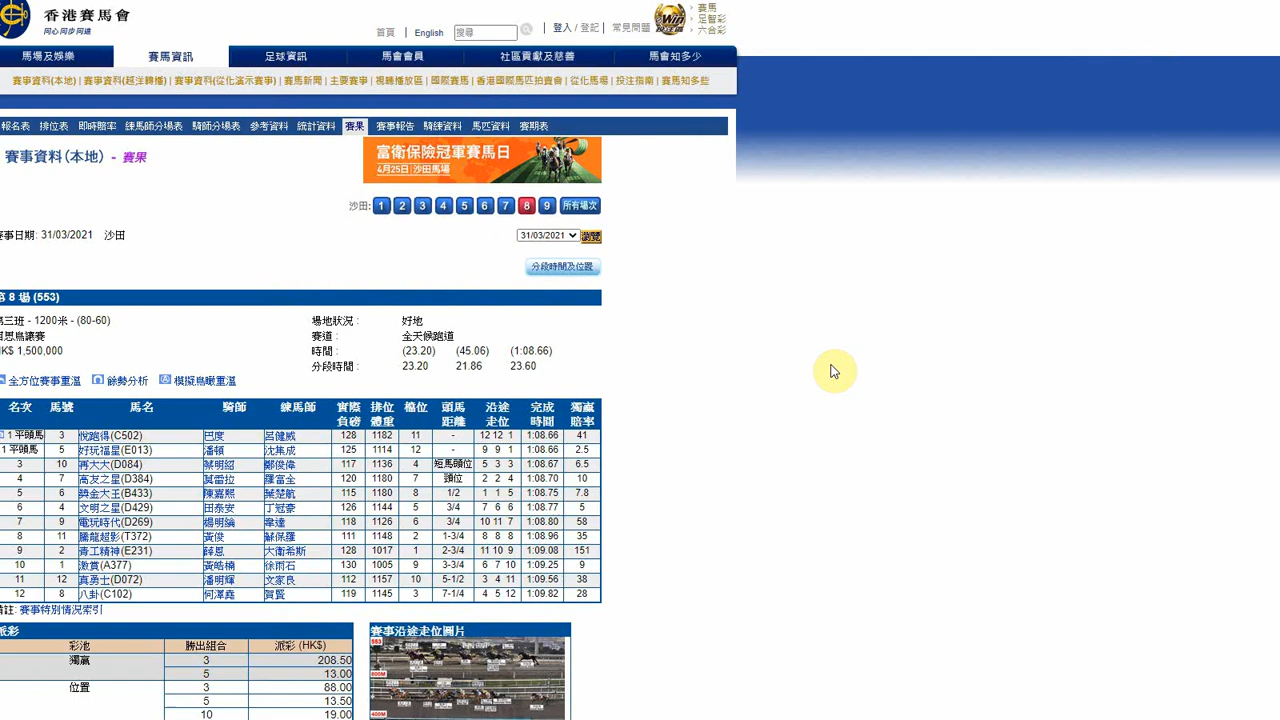 香港賽馬會
同心同步同進
首頁 | English 搜尋 | 登入 / 登記 | 常見問題
賽馬
足智彩
六合彩
馬場及娛樂 賽馬資訊 足球資訊 馬會會員 社區貢獻及慈善 馬會知多少
賽事資料(本地) | 賽事資料(越洋轉播) | 賽事資料(從化演示賽事) | 賽馬新聞 | 主要賽事 | 視聽播放區 | 國際賽馬 | 香港國際馬匹拍賣會 | 從化馬場 | 投注指南 | 賽馬知多些
報名表 排位表 即時賠率 練馬師分場表 騎師分場表 參考資料 統計資料 賽果 賽事報告 騎練資料 馬匹資料 賽期表
賽事資料(本地) - 賽果
富衛保險冠軍賽馬日
4月25日|沙田馬場
沙田: 1 2 3 4 5 6 7 8 9 所有場次
賽事日期: 31/03/2021 沙田
31/03/2021 瀏覽
分段時間及位置
第 8 場 (553)
第三班 - 1200米 - (80-60) 場地狀況 : 好地
鳥讓賽 賽道 : 全天候跑道
HK$ 1,500,000 時間 : (23.20) (45.06) (1:08.66)
分段時間 : 23.20 21.86 23.60
全方位賽事重溫 餘勢分析 模擬鳥瞰重溫
名次 馬號 馬名 騎師 練馬師 實際負磅 排位體重 檔位 頭馬距離 沿途走位 完成時間 獨贏賠率
1 平頭馬 3 悅跑得(C502) 巴度 呂健威 128 1182 11 - 12 12 1 1:08.66 41
1 平頭馬 5 好玩福星(E013) 潘頓 沈集成 125 1114 12 - 9 9 1 1:08.66 2.5
3 10 再大大(D084) 蔡明紹 鄭俊偉 117 1136 4 短馬頭位 5 3 3 1:08.67 6.5
4 7 高友之星(D384) 莫雷拉 羅富全 120 1180 7 頸位 2 2 4 1:08.70 10
5 6 獎金大王(B433) 陳嘉熙 葉楚航 115 1180 8 1/2 1 1 5 1:08.75 7.8
6 4 文明之星(D429) 田泰安 丁冠豪 126 1144 5 3/4 7 6 6 1:08.77 5
7 9 電玩時代(D269) 楊明綸 韋達 118 1126 6 3/4 10 11 7 1:08.80 58
8 11 騰龍超影(T372) 黃俊 蘇保羅 111 1148 2 1-3/4 8 8 8 1:08.96 35
9 2 青工精神(E231) 薛恩 大衛希斯 128 1017 1 2-3/4 11 10 9 1:09.08 151
10 1 激賞(A377) 黃皓楠 徐雨石 130 1005 9 3-3/4 6 7 10 1:09.25 9
11 12 真勇士(D072) 潘明輝 文家良 112 1157 10 5-1/2 3 4 11 1:09.56 38
12 8 八卦(C102) 何澤堯 賀賢 119 1145 3 7-1/4 4 5 12 1:09.82 28
備註: 賽事特別情況索引
派彩 賽事沿途走位圖片
彩池 勝出組合 派彩 (HK$)
獨贏 3 208.50
5 13.00
位置 3 88.00
5 13.50
10 19.00
553
800M
400M